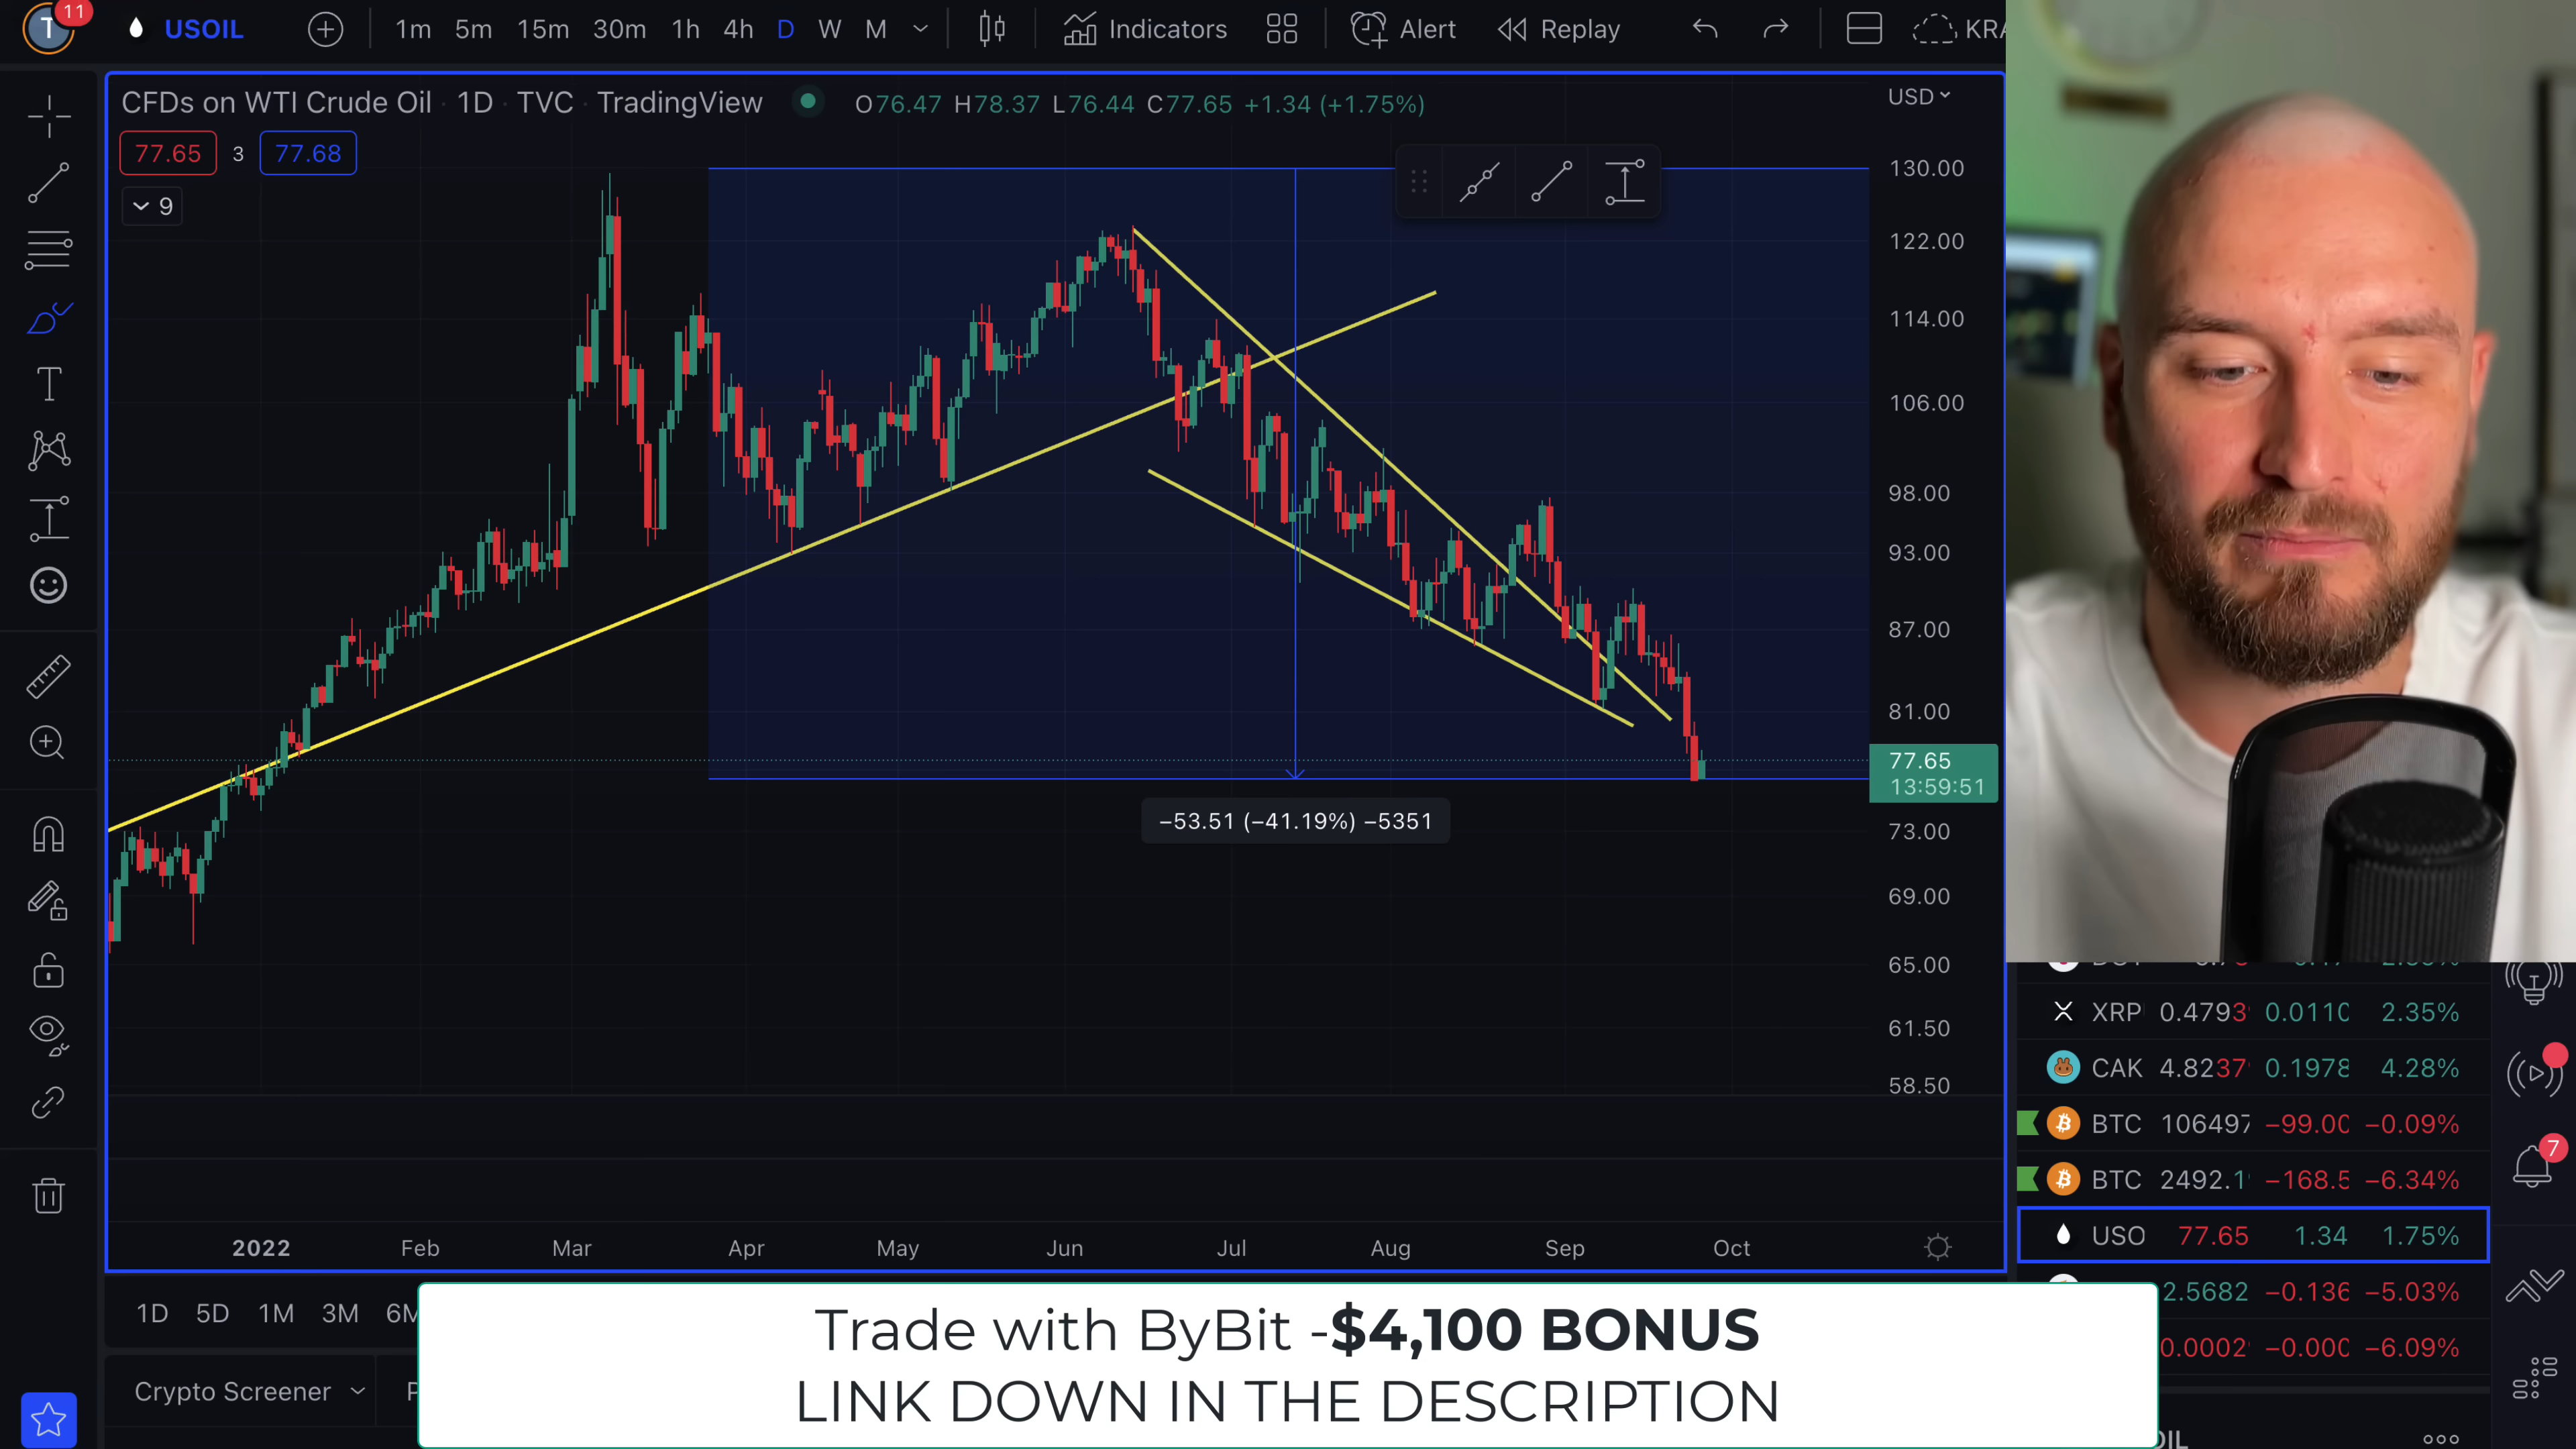 T 11 USOIL 1m 5m 15m 30m 1h 4h D W M Indicators Alert Replay
CFDs on WTI Crude Oil · 1D · TVC · TradingView O76.47 H78.37 L76.44 C77.65 +1.34 (+1.75%) USD
77.65 3 77.68
9
130.00
122.00
114.00
106.00
98.00
93.00
87.00
81.00
77.65
13:59:51
−53.51 (−41.19%) −5351
73.00
69.00
65.00
61.50
58.50
XRP 0.4793 0.0110 2.35%
CAK 4.8237 0.1978 4.28%
BTC 106497 −99.00 −0.09%
BTC 2492.1 −168.5 −6.34%
7
USO 77.65 1.34 1.75%
2.5682 −0.136 −5.03%
0.0002 −0.000 −6.09%
2022 Feb Mar Apr May Jun Jul Aug Sep Oct
1D 5D 1M 3M 6M
Crypto Screener
Trade with ByBit -$4,100 BONUS
LINK DOWN IN THE DESCRIPTION